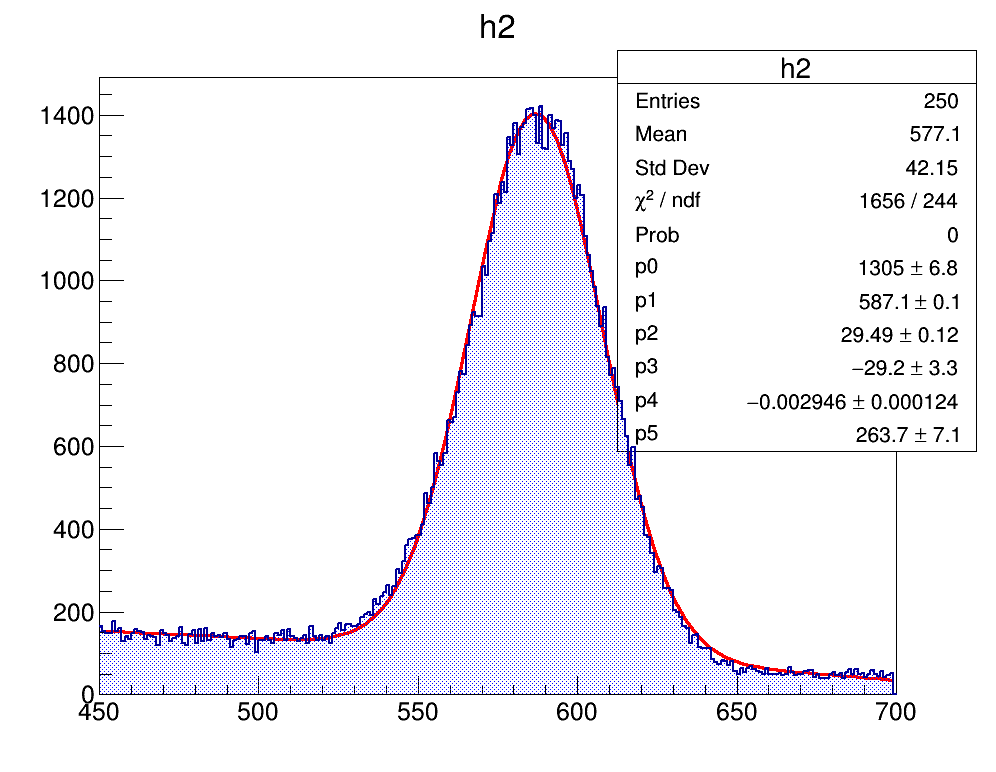 h2
h2
Entries 250
Mean 577.1
Std Dev 42.15
χ² / ndf 1656 / 244
Prob 0
p0 1305 ± 6.8
p1 587.1 ± 0.1
p2 29.49 ± 0.12
p3 −29.2 ± 3.3
p4 −0.002946 ± 0.000124
p5 263.7 ± 7.1
1400
1200
1000
800
600
400
200
0
450 500 550 600 650 700